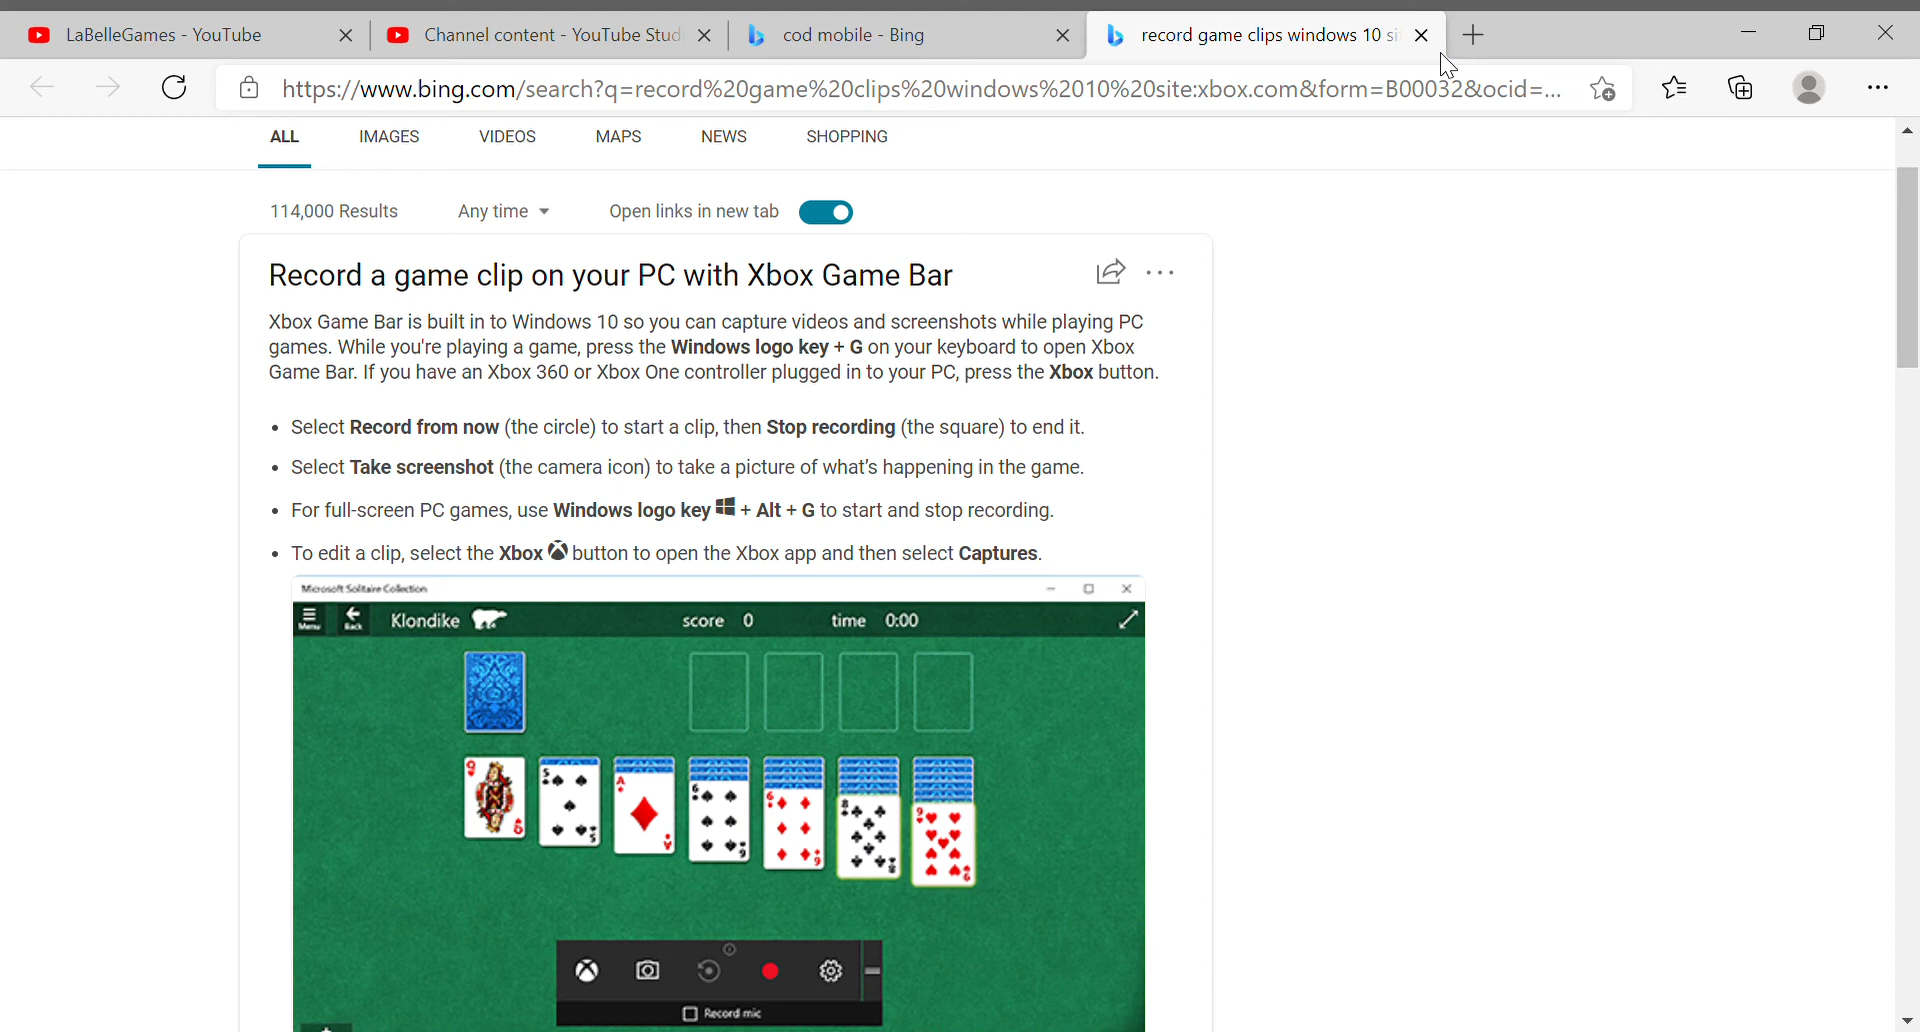 LaBelleGames - YouTube
Channel content - YouTube Stud
cod mobile - Bing
record game clips windows 10 si
https://www.bing.com/search?q=record%20game%20clips%20windows%2010%20site:xbox.com&form=B00032&ocid=...
ALL IMAGES VIDEOS MAPS NEWS SHOPPING
114,000 Results Any time Open links in new tab
Record a game clip on your PC with Xbox Game Bar
Xbox Game Bar is built in to Windows 10 so you can capture videos and screenshots while playing PC
games. While you're playing a game, press the Windows logo key + G on your keyboard to open Xbox
Game Bar. If you have an Xbox 360 or Xbox One controller plugged in to your PC, press the Xbox button.
• Select Record from now (the circle) to start a clip, then Stop recording (the square) to end it.
• Select Take screenshot (the camera icon) to take a picture of what's happening in the game.
• For full-screen PC games, use Windows logo key + Alt + G to start and stop recording.
• To edit a clip, select the Xbox button to open the Xbox app and then select Captures.
Microsoft Solitaire Collection
Menu Back Klondike score 0 time 0:00
Q 5 A 6 6 8 9
Record mic